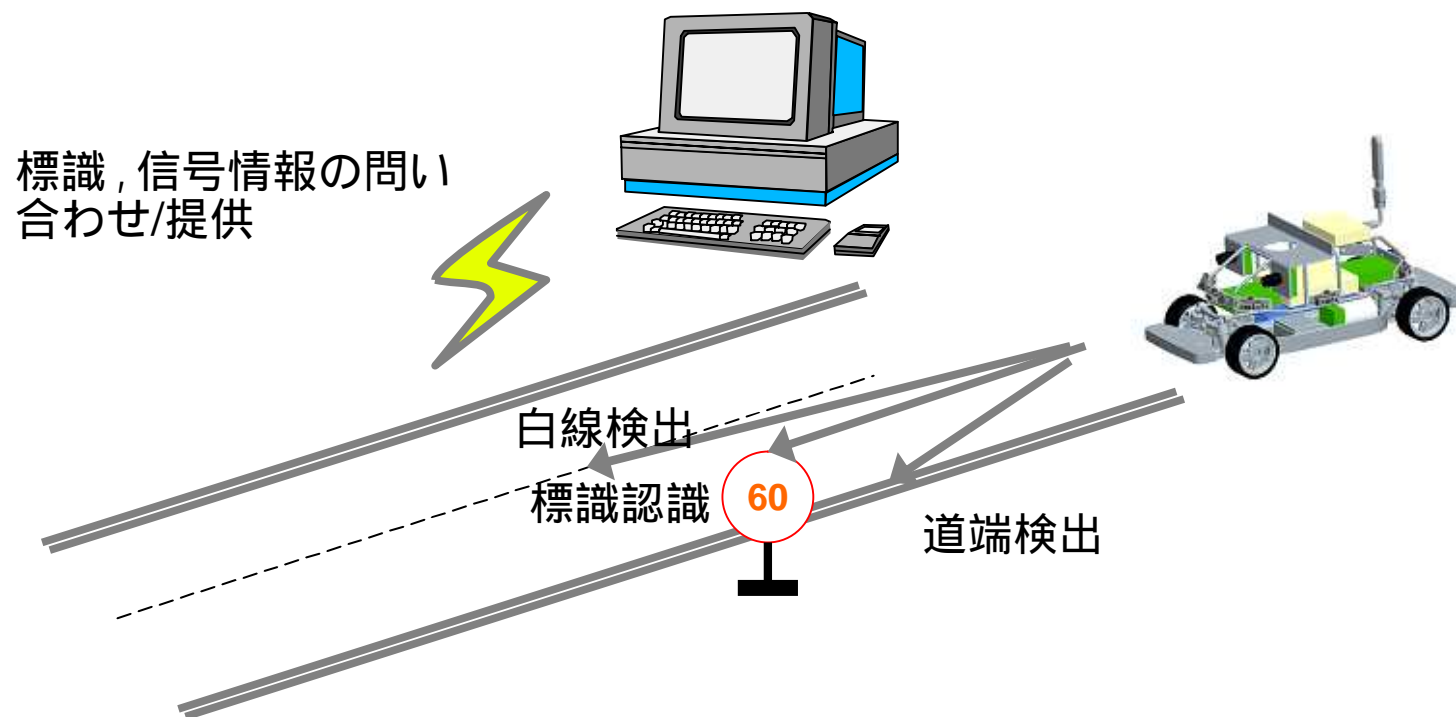 標識,信号情報の問い
合わせ/提供
白線検出
標識認識
60
道端検出